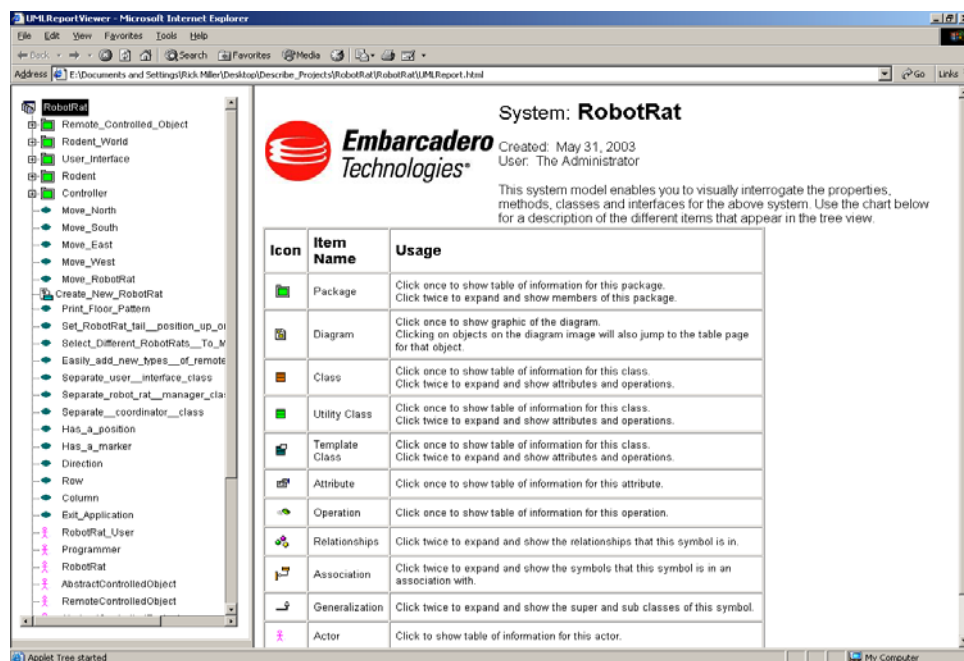 UMLReportViewer - Microsoft Internet Explorer
File Edit View Favorites Tools Help
Back Search Favorites Media
Address E:\Documents and Settings\Rick Miller\Desktop\Describe_Projects\RobotRat\RobotRat\UMLReport.html Go Links
RobotRat
Remote_Controlled_Object
Rodent_World
User_Interface
Rodent
Controller
Move_North
Move_South
Move_East
Move_West
Move_RobotRat
Create_New_RobotRat
Print_Floor_Pattern
Set_RobotRat_tail__position_up_or
Select_Different_RobotRats__To_M
Easily_add_new_types__of_remote
Separate_user__interface_class
Separate_robot_rat__manager_clas
Separate__coordinator__class
Has_a_position
Has_a_marker
Direction
Row
Column
Exit_Application
RobotRat_User
Programmer
RobotRat
AbstractControlledObject
RemoteControlledObject
Embarcadero
Technologies
System: RobotRat
Created: May 31, 2003
User: The Administrator
This system model enables you to visually interrogate the properties,
methods, classes and interfaces for the above system. Use the chart below
for a description of the different items that appear in the tree view.
Icon Item Name Usage
Package Click once to show table of information for this package.
Click twice to expand and show members of this package.
Diagram Click once to show graphic of the diagram.
Clicking on objects on the diagram image will also jump to the table page
for that object.
Class Click once to show table of information for this class.
Click twice to expand and show attributes and operations.
Utility Class Click once to show table of information for this class.
Click twice to expand and show attributes and operations.
Template Class Click once to show table of information for this class.
Click twice to expand and show attributes and operations.
Attribute Click once to show table of information for this attribute.
Operation Click once to show table of information for this operation.
Relationships Click twice to expand and show the relationships that this symbol is in.
Association Click twice to expand and show the symbols that this symbol is in an
association with.
Generalization Click twice to expand and show the super and sub classes of this symbol.
Actor Click to show table of information for this actor.
Applet Tree started My Computer